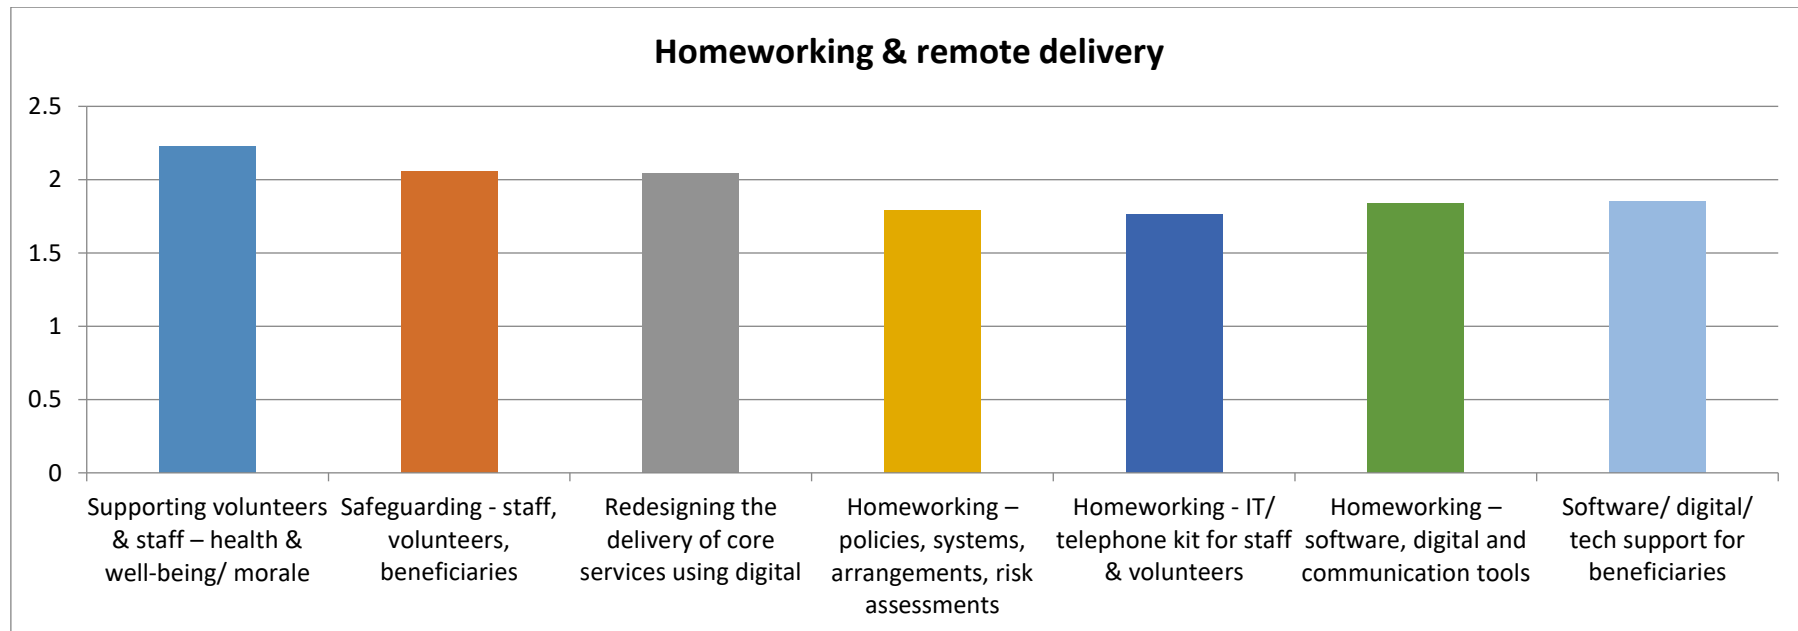 Homeworking & remote delivery
2.5
2
1.5
1
0.5
0
Supporting volunteers
& staff – health &
well-being/ morale
Safeguarding - staff,
volunteers,
beneficiaries
Redesigning the
delivery of core
services using digital
Homeworking –
policies, systems,
arrangements, risk
assessments
Homeworking - IT/
telephone kit for staff
& volunteers
Homeworking –
software, digital and
communication tools
Software/ digital/
tech support for
beneficiaries